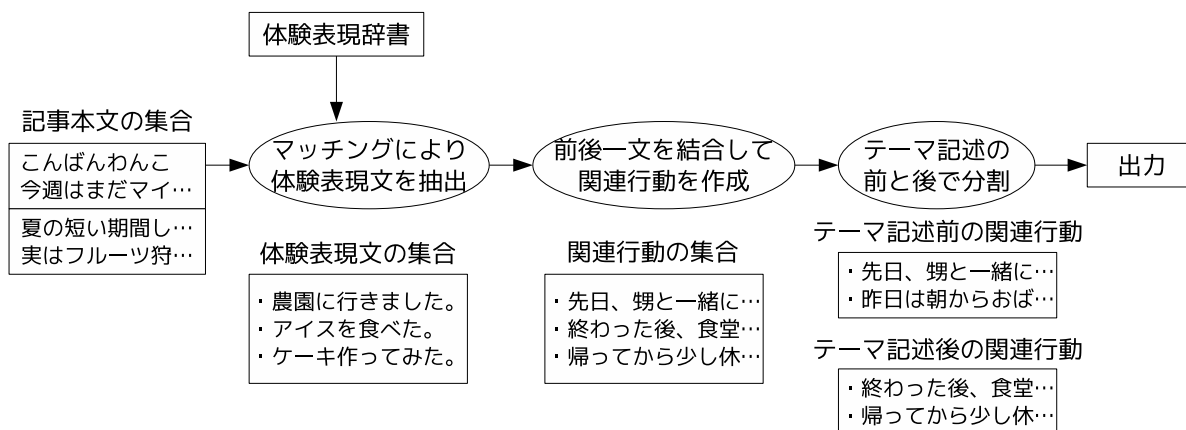 体験表現辞書
記事本文の集合
こんばんわんこ
今週はまだマイ…
夏の短い期間し…
実はフルーツ狩…
マッチングにより
体験表現文を抽出
体験表現文の集合
・農園に行きました。
・アイスを食べた。
・ケーキ作ってみた。
前後一文を結合して
関連行動を作成
関連行動の集合
・先日、甥と一緒に…
・終わった後、食堂…
・帰ってから少し休…
テーマ記述の
前と後で分割
テーマ記述前の関連行動
・先日、甥と一緒に…
・昨日は朝からおば…
テーマ記述後の関連行動
・終わった後、食堂…
・帰ってから少し休…
出力